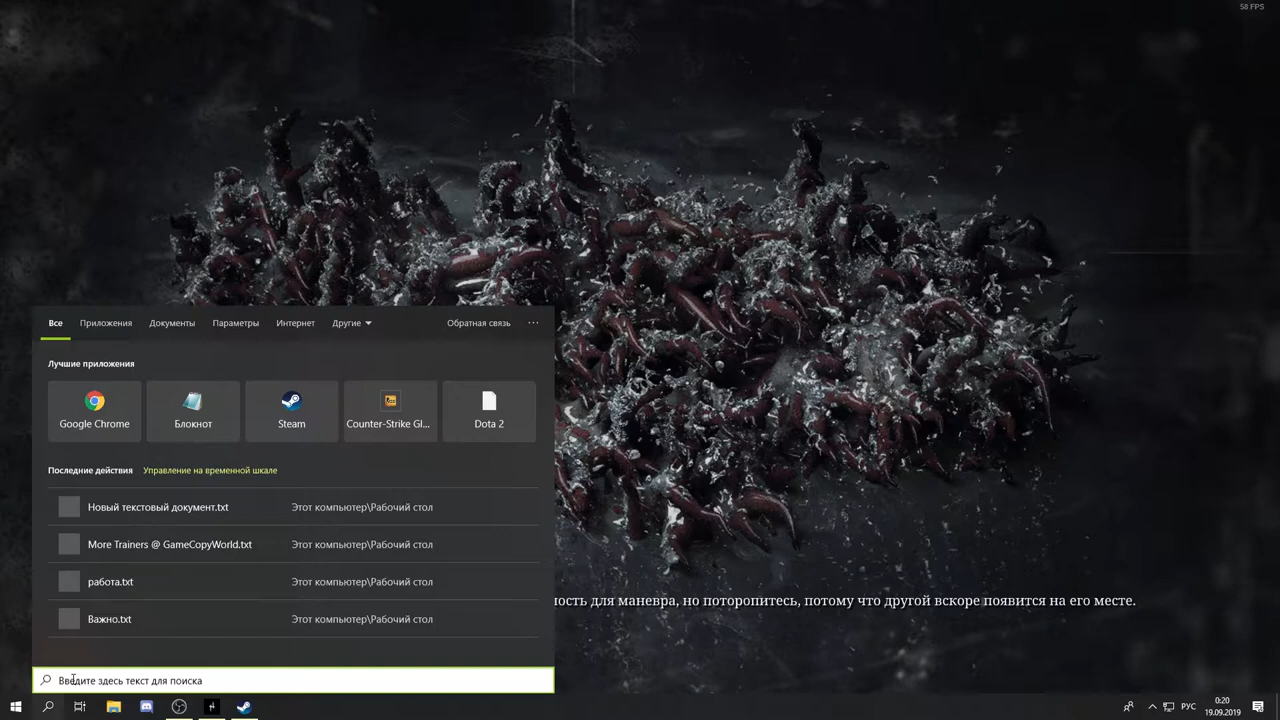 58 FPS
Все Приложения Документы Параметры Интернет Другие Обратная связь ...
Лучшие приложения
Google Chrome Блокнот Steam Counter-Strike Gl... Dota 2
Последние действия Управление на временной шкале
Новый текстовый документ.txt Этот компьютер\Рабочий стол
More Trainers @ GameCopyWorld.txt Этот компьютер\Рабочий стол
работа.txt Этот компьютер\Рабочий стол
ность для маневра, но поторопитесь, потому что другой вскоре появится на его месте.
Важно.txt Этот компьютер\Рабочий стол
Введите здесь текст для поиска
РУС 0:20
19.09.2019